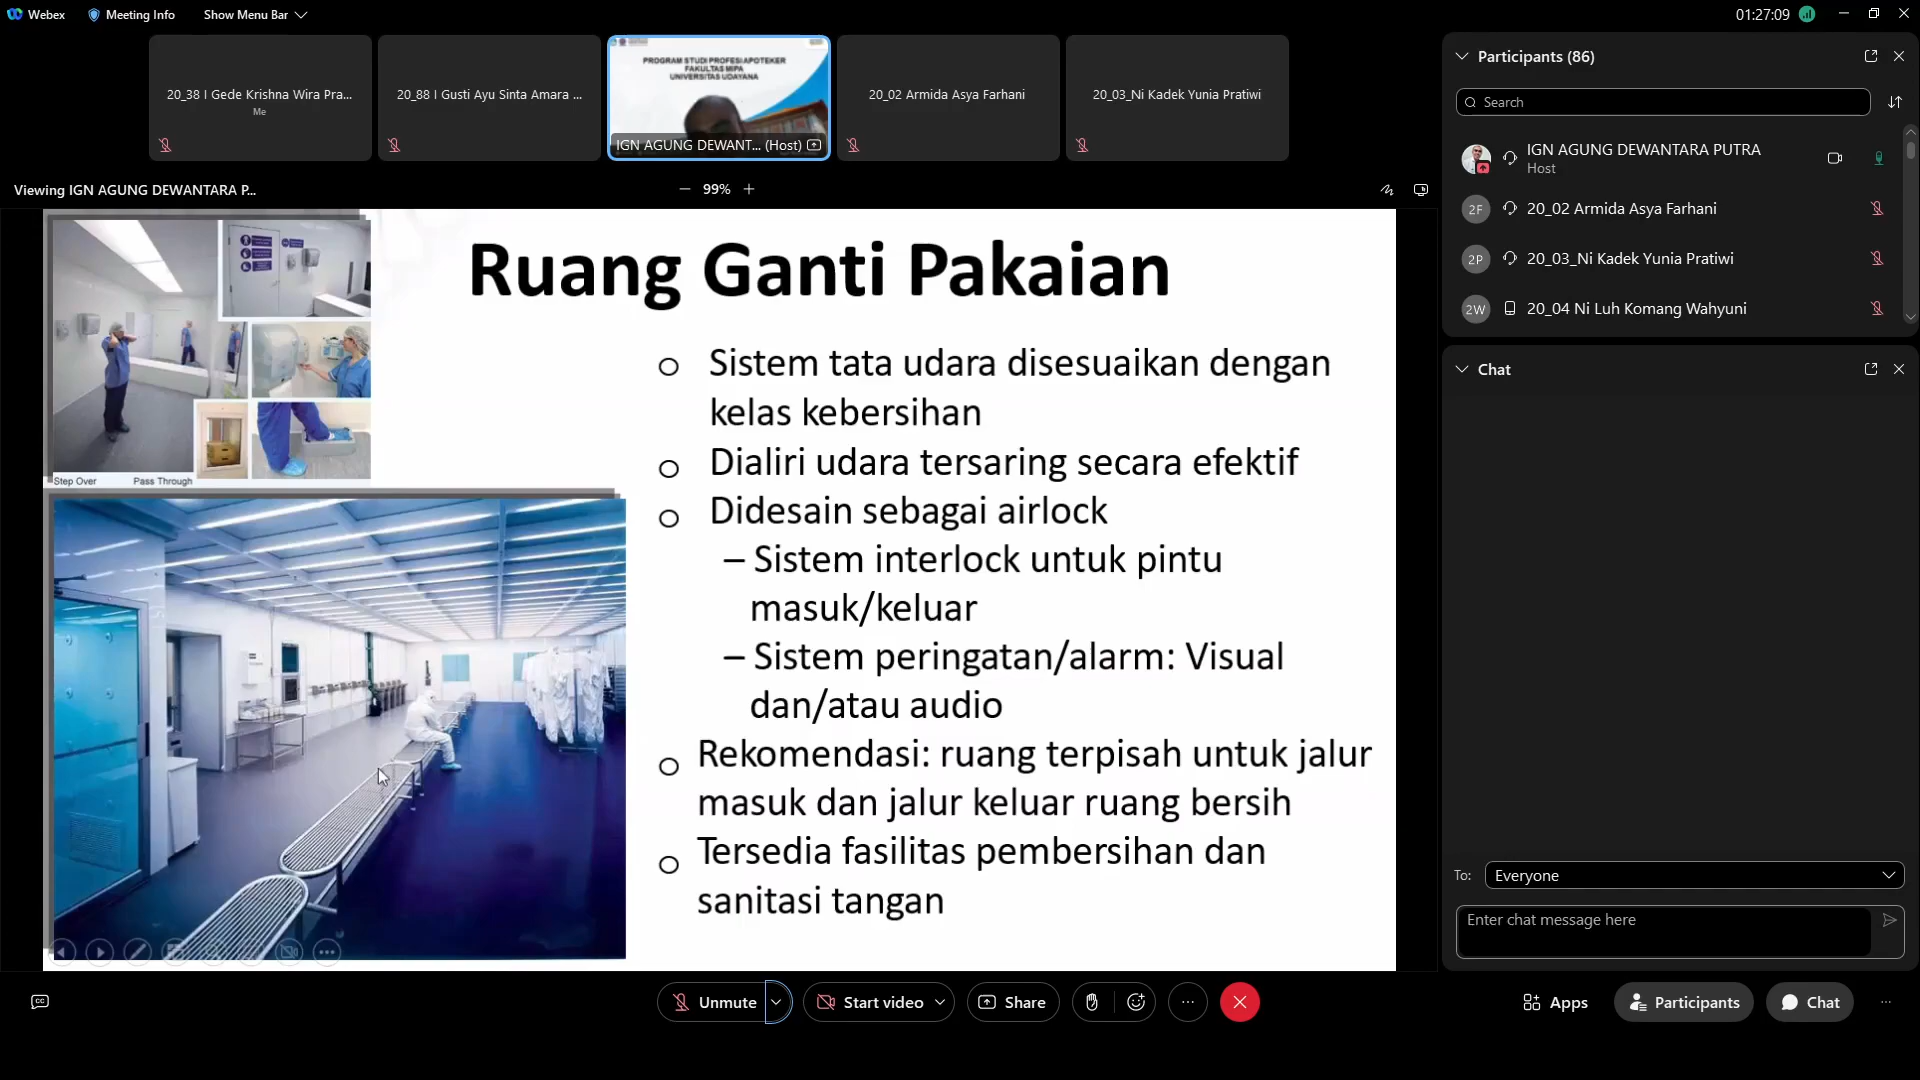 Webex
Meeting Info
Show Menu Bar
01:27:09
20_38 I Gede Krishna Wira Pra...
Me
20_88 I Gusti Ayu Sinta Amara ...
PROGRAM STUDI PROFESI APOTEKER
FAKULTAS MIPA
UNIVERSITAS UDAYANA
IGN AGUNG DEWANT... (Host)
20_02 Armida Asya Farhani
20_03_Ni Kadek Yunia Pratiwi
Viewing IGN AGUNG DEWANTARA P...
99%
Ruang Ganti Pakaian
Step Over
Pass Through
Sistem tata udara disesuaikan dengan
kelas kebersihan
Dialiri udara tersaring secara efektif
Didesain sebagai airlock
– Sistem interlock untuk pintu
masuk/keluar
– Sistem peringatan/alarm: Visual
dan/atau audio
Rekomendasi: ruang terpisah untuk jalur
masuk dan jalur keluar ruang bersih
Tersedia fasilitas pembersihan dan
sanitasi tangan
Participants (86)
Search
IGN AGUNG DEWANTARA PUTRA
Host
2F
20_02 Armida Asya Farhani
2P
20_03_Ni Kadek Yunia Pratiwi
2W
20_04 Ni Luh Komang Wahyuni
Chat
To:
Everyone
Enter chat message here
CC
Unmute
Start video
Share
Apps
Participants
Chat